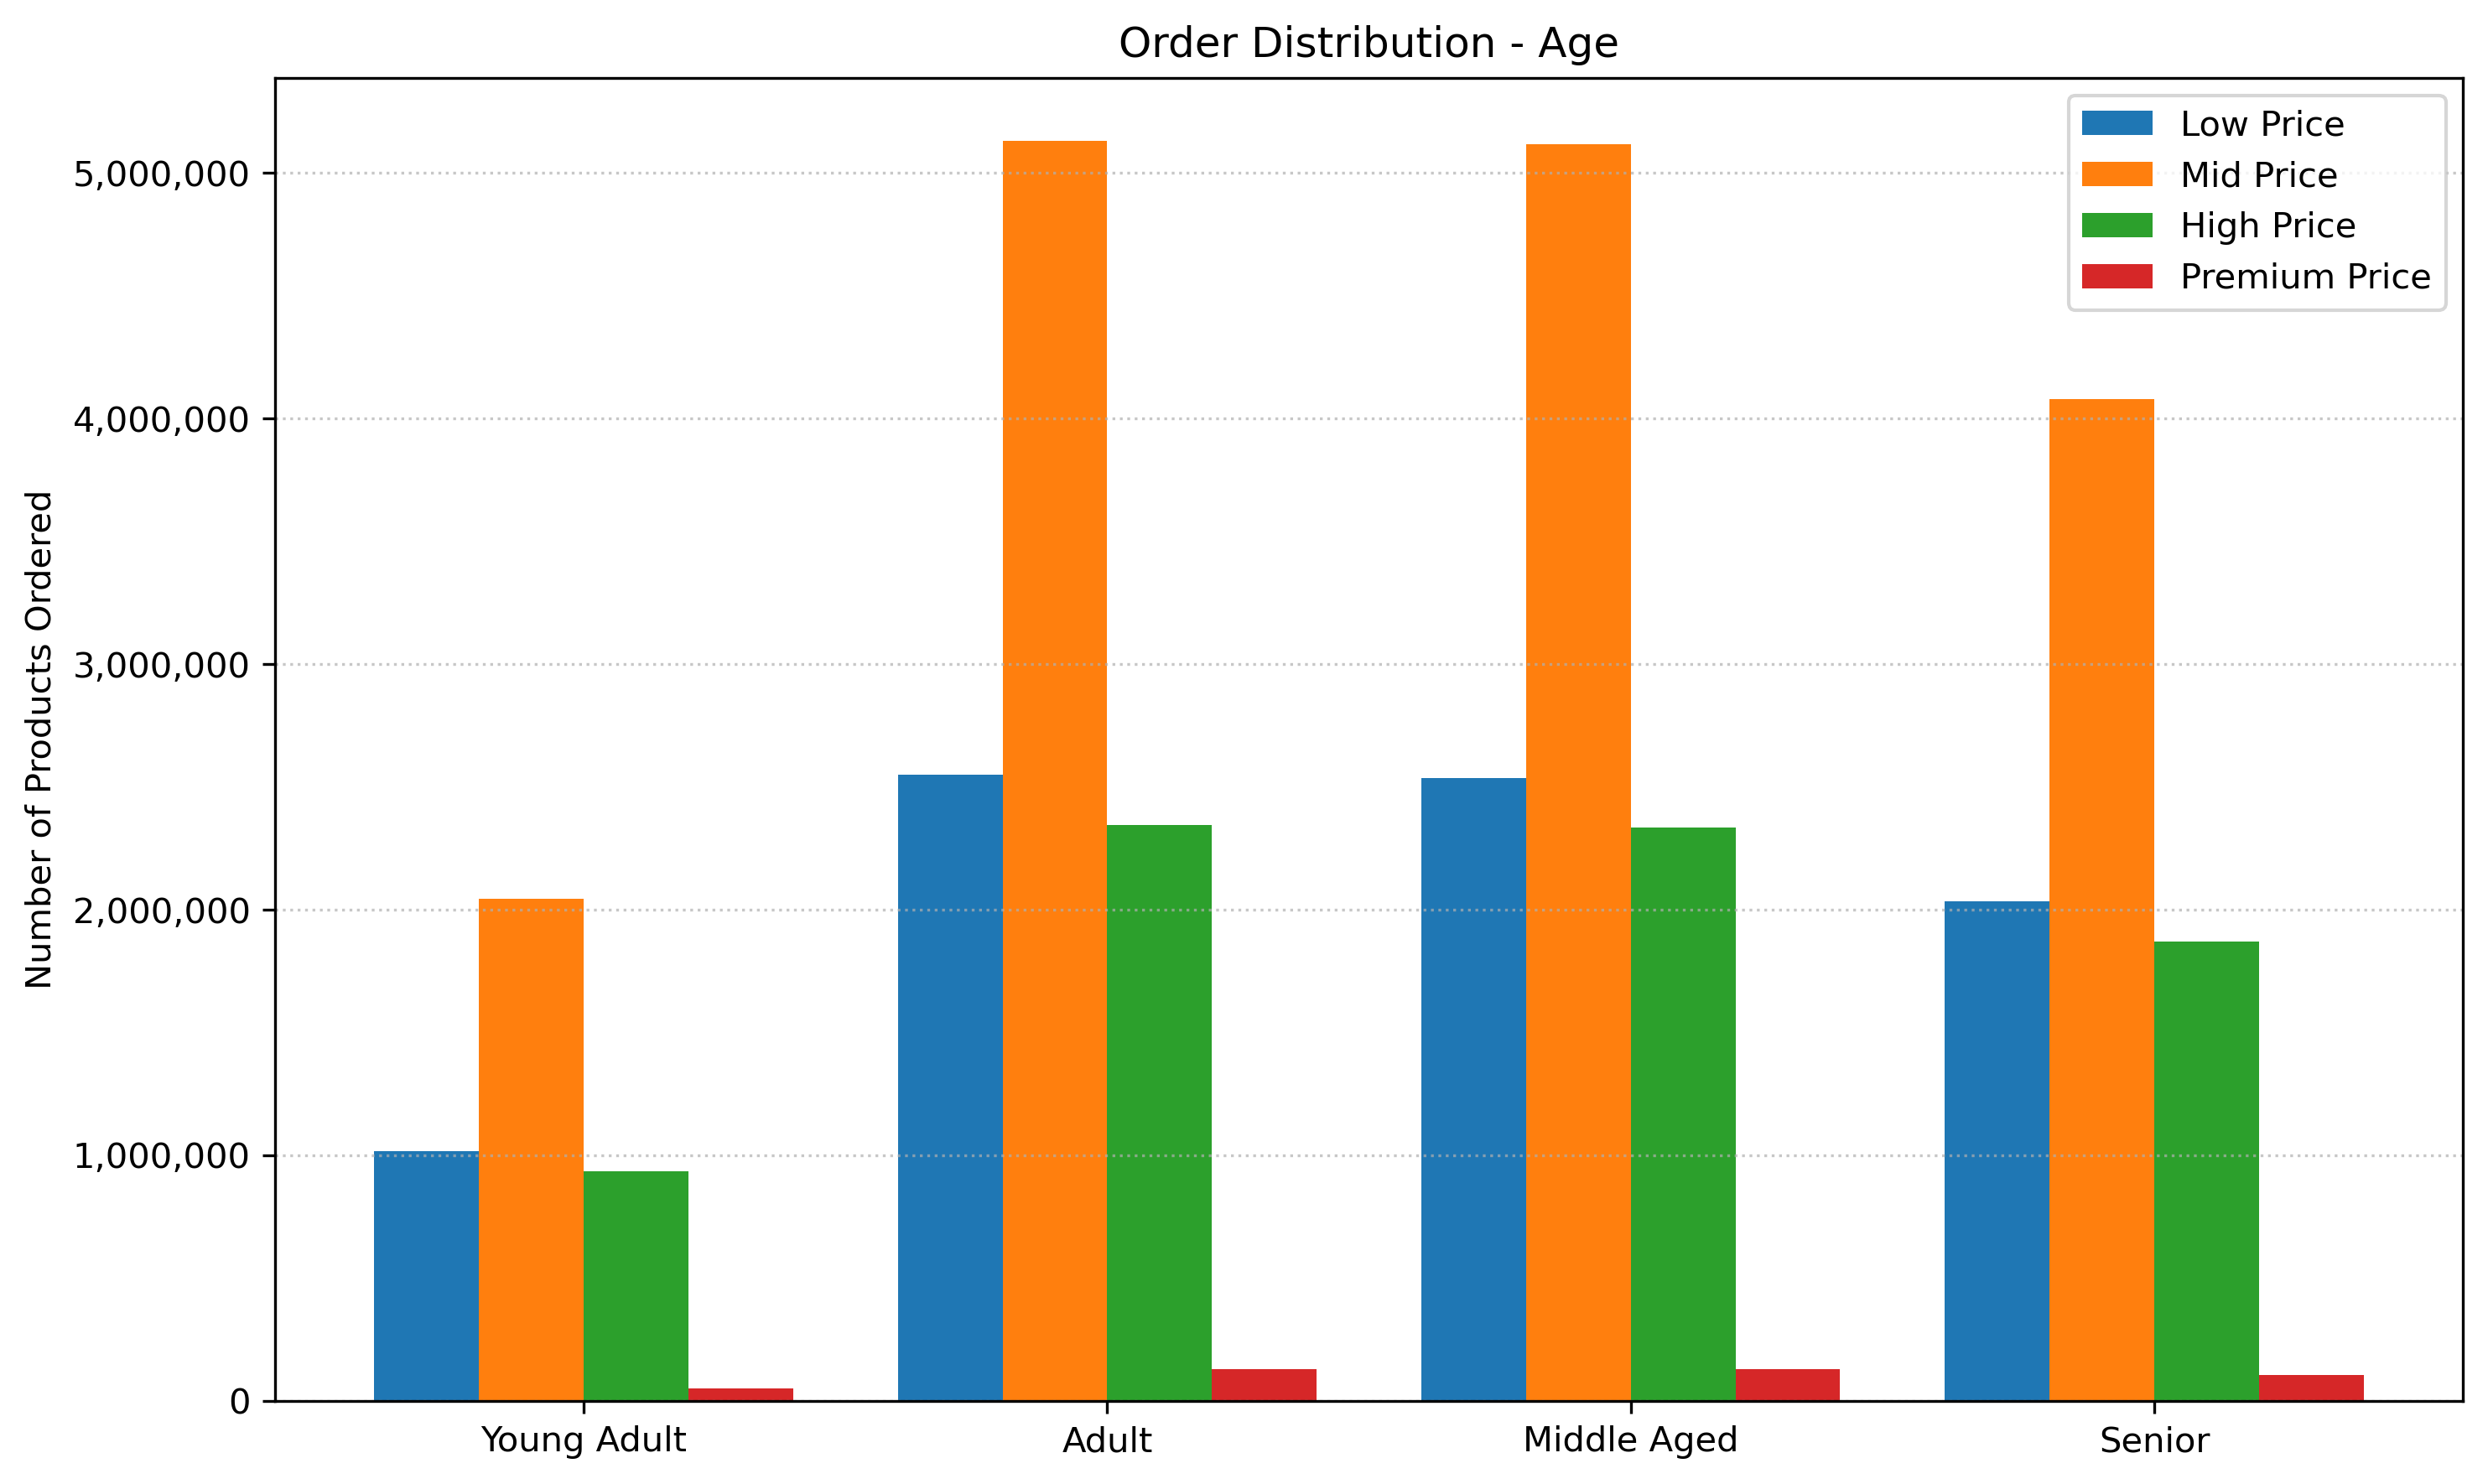 Order Distribution - Age
Number of Products Ordered
5,000,000
4,000,000
3,000,000
2,000,000
1,000,000
0
Low Price
Mid Price
High Price
Premium Price
Young Adult
Adult
Middle Aged
Senior